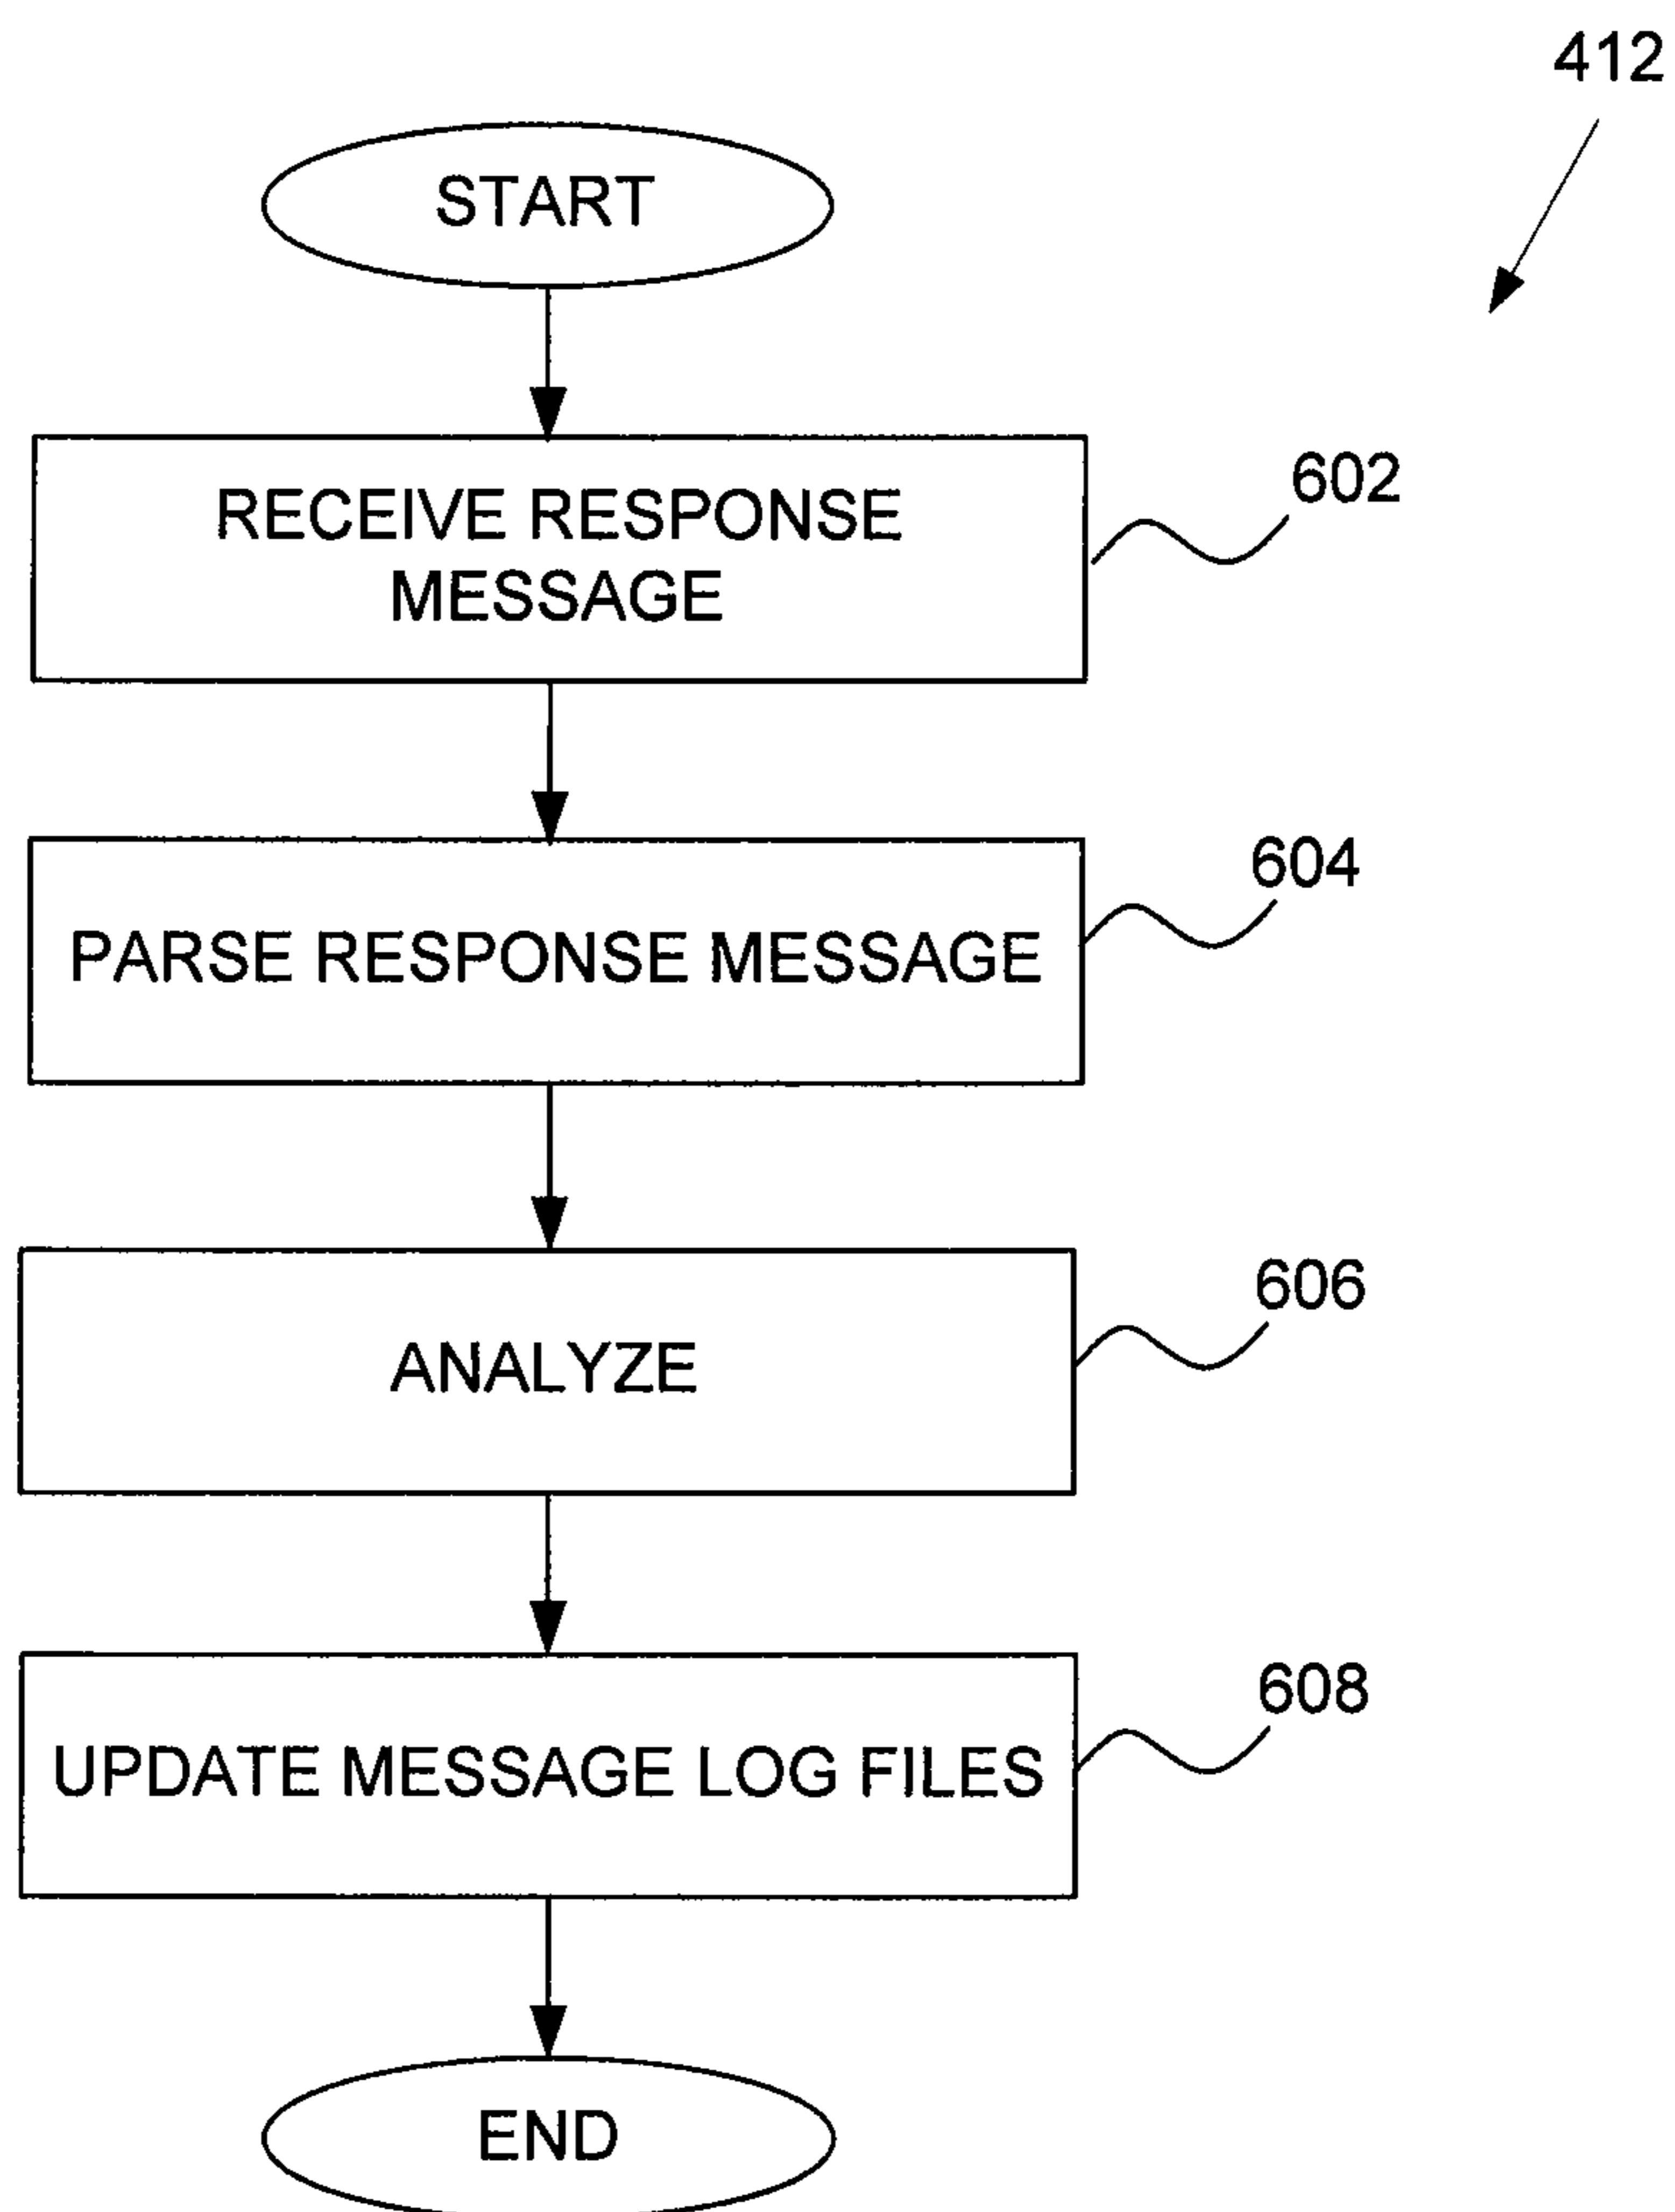 412
START
RECEIVE RESPONSE
MESSAGE
602
PARSE RESPONSE MESSAGE
604
ANALYZE
606
UPDATE MESSAGE LOG FILES
608
END